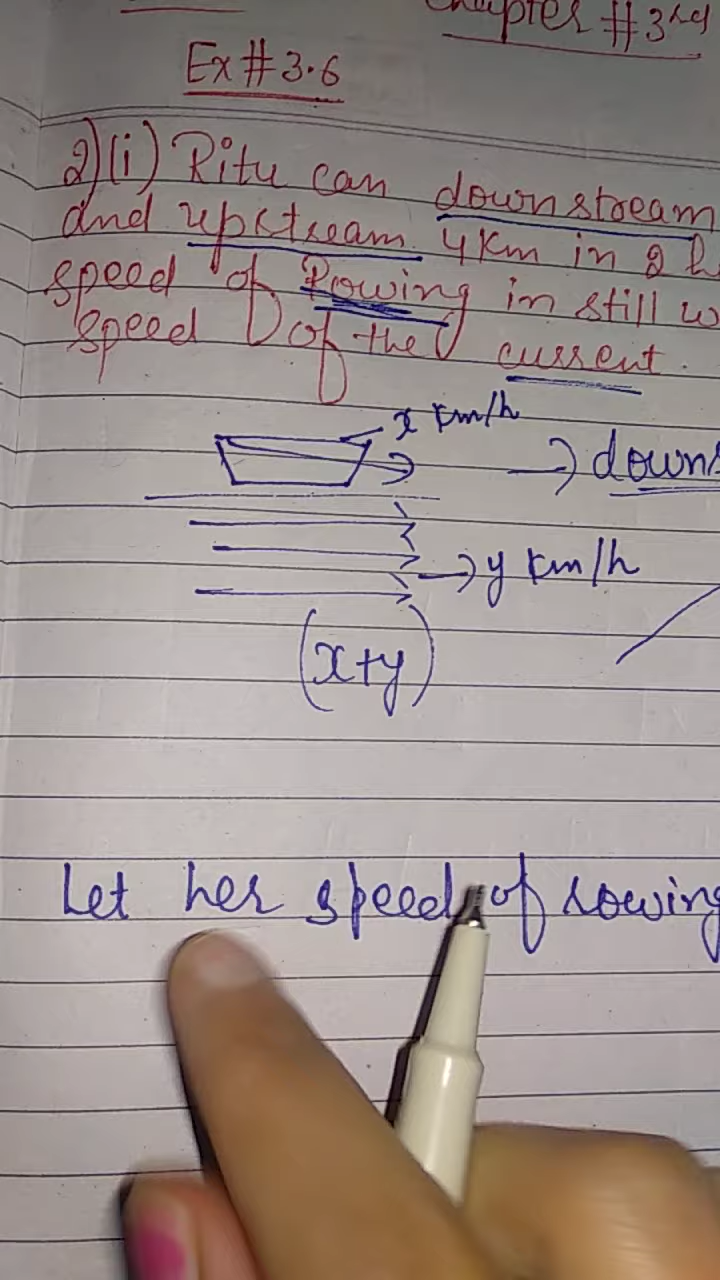 Chapter #3rd
Ex#3.6
2)(i) Ritu can downstream
and upstream 4km in 2 h
speed of Rowing in still w
speed of the current.
x km/h
→ downs
→ y km/h
(x+y)
Let her speed of rowing